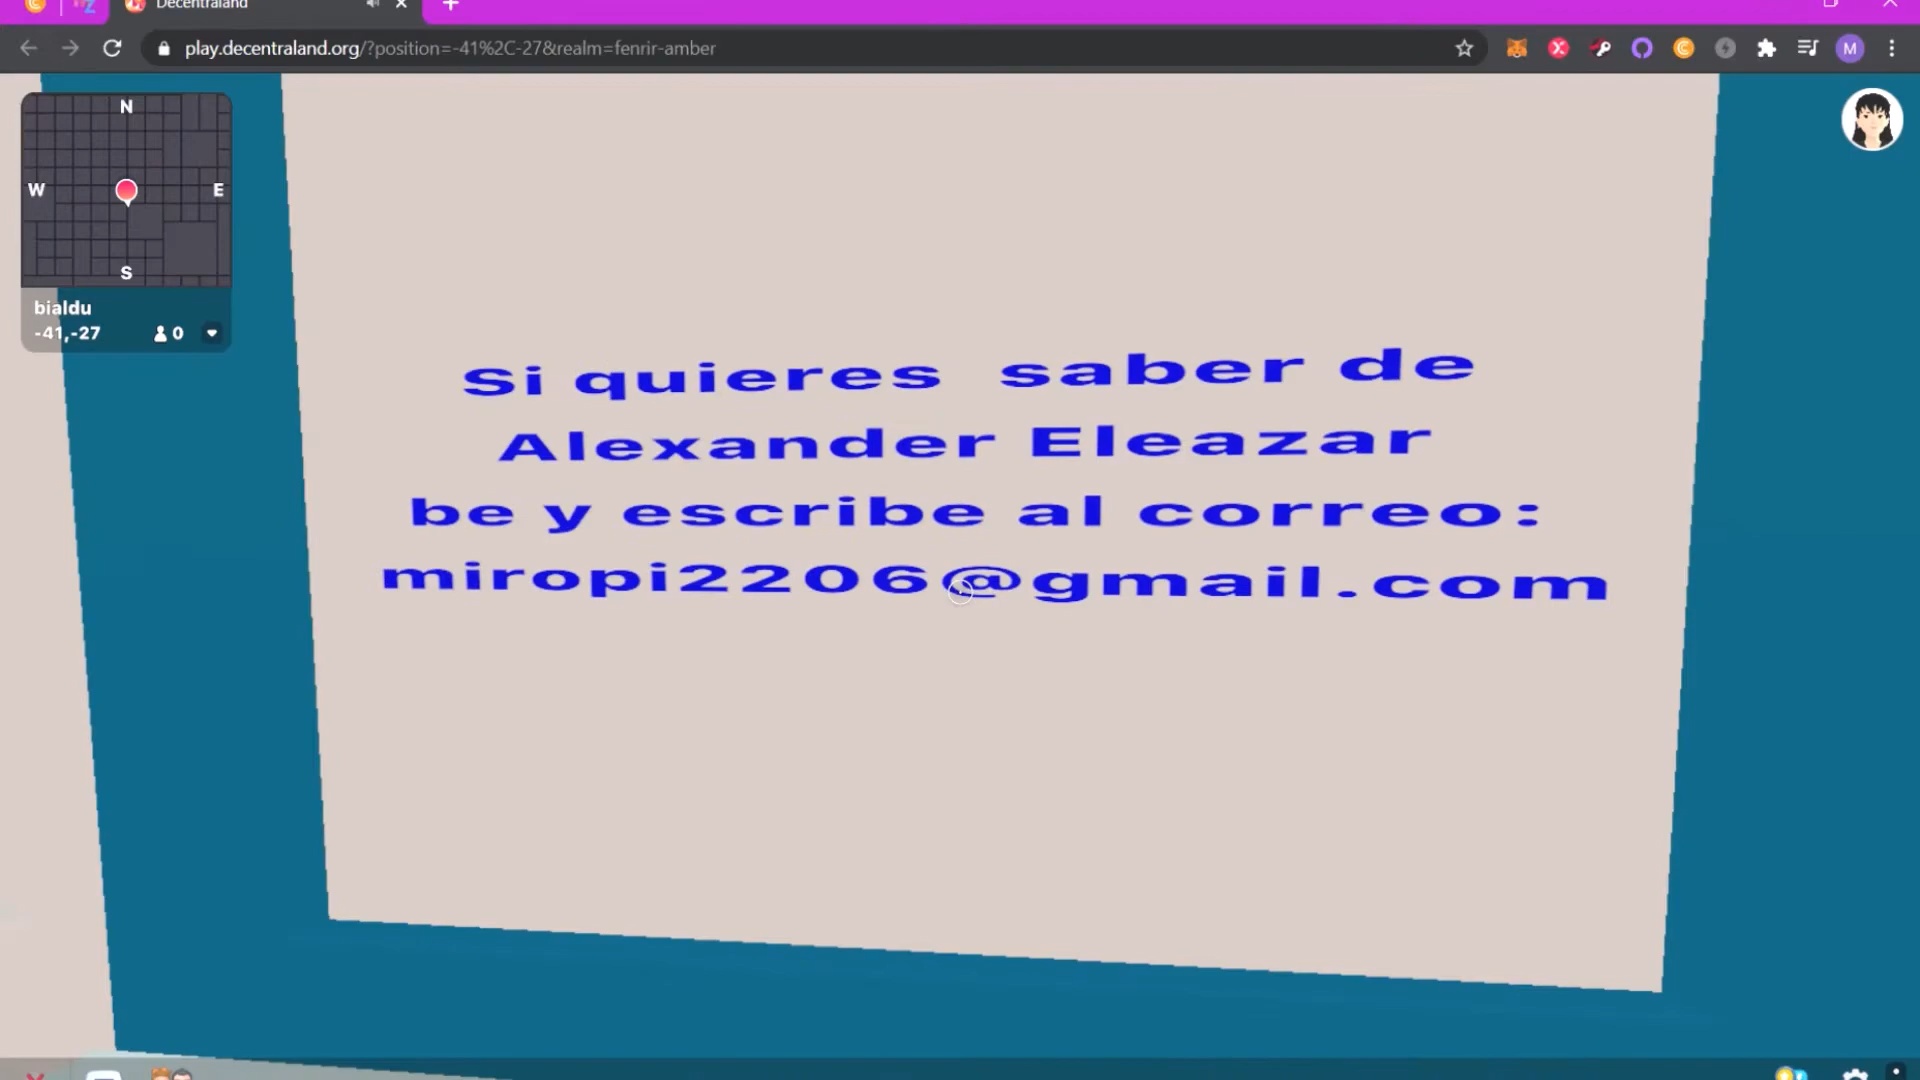 Decentraland
play.decentraland.org/?position=-41%2C-27&realm=fenrir-amber
M
N
W
E
S
bialdu
-41,-27
0
Si quieres saber de
Alexander Eleazar
be y escribe al correo:
miropi2206@gmail.com